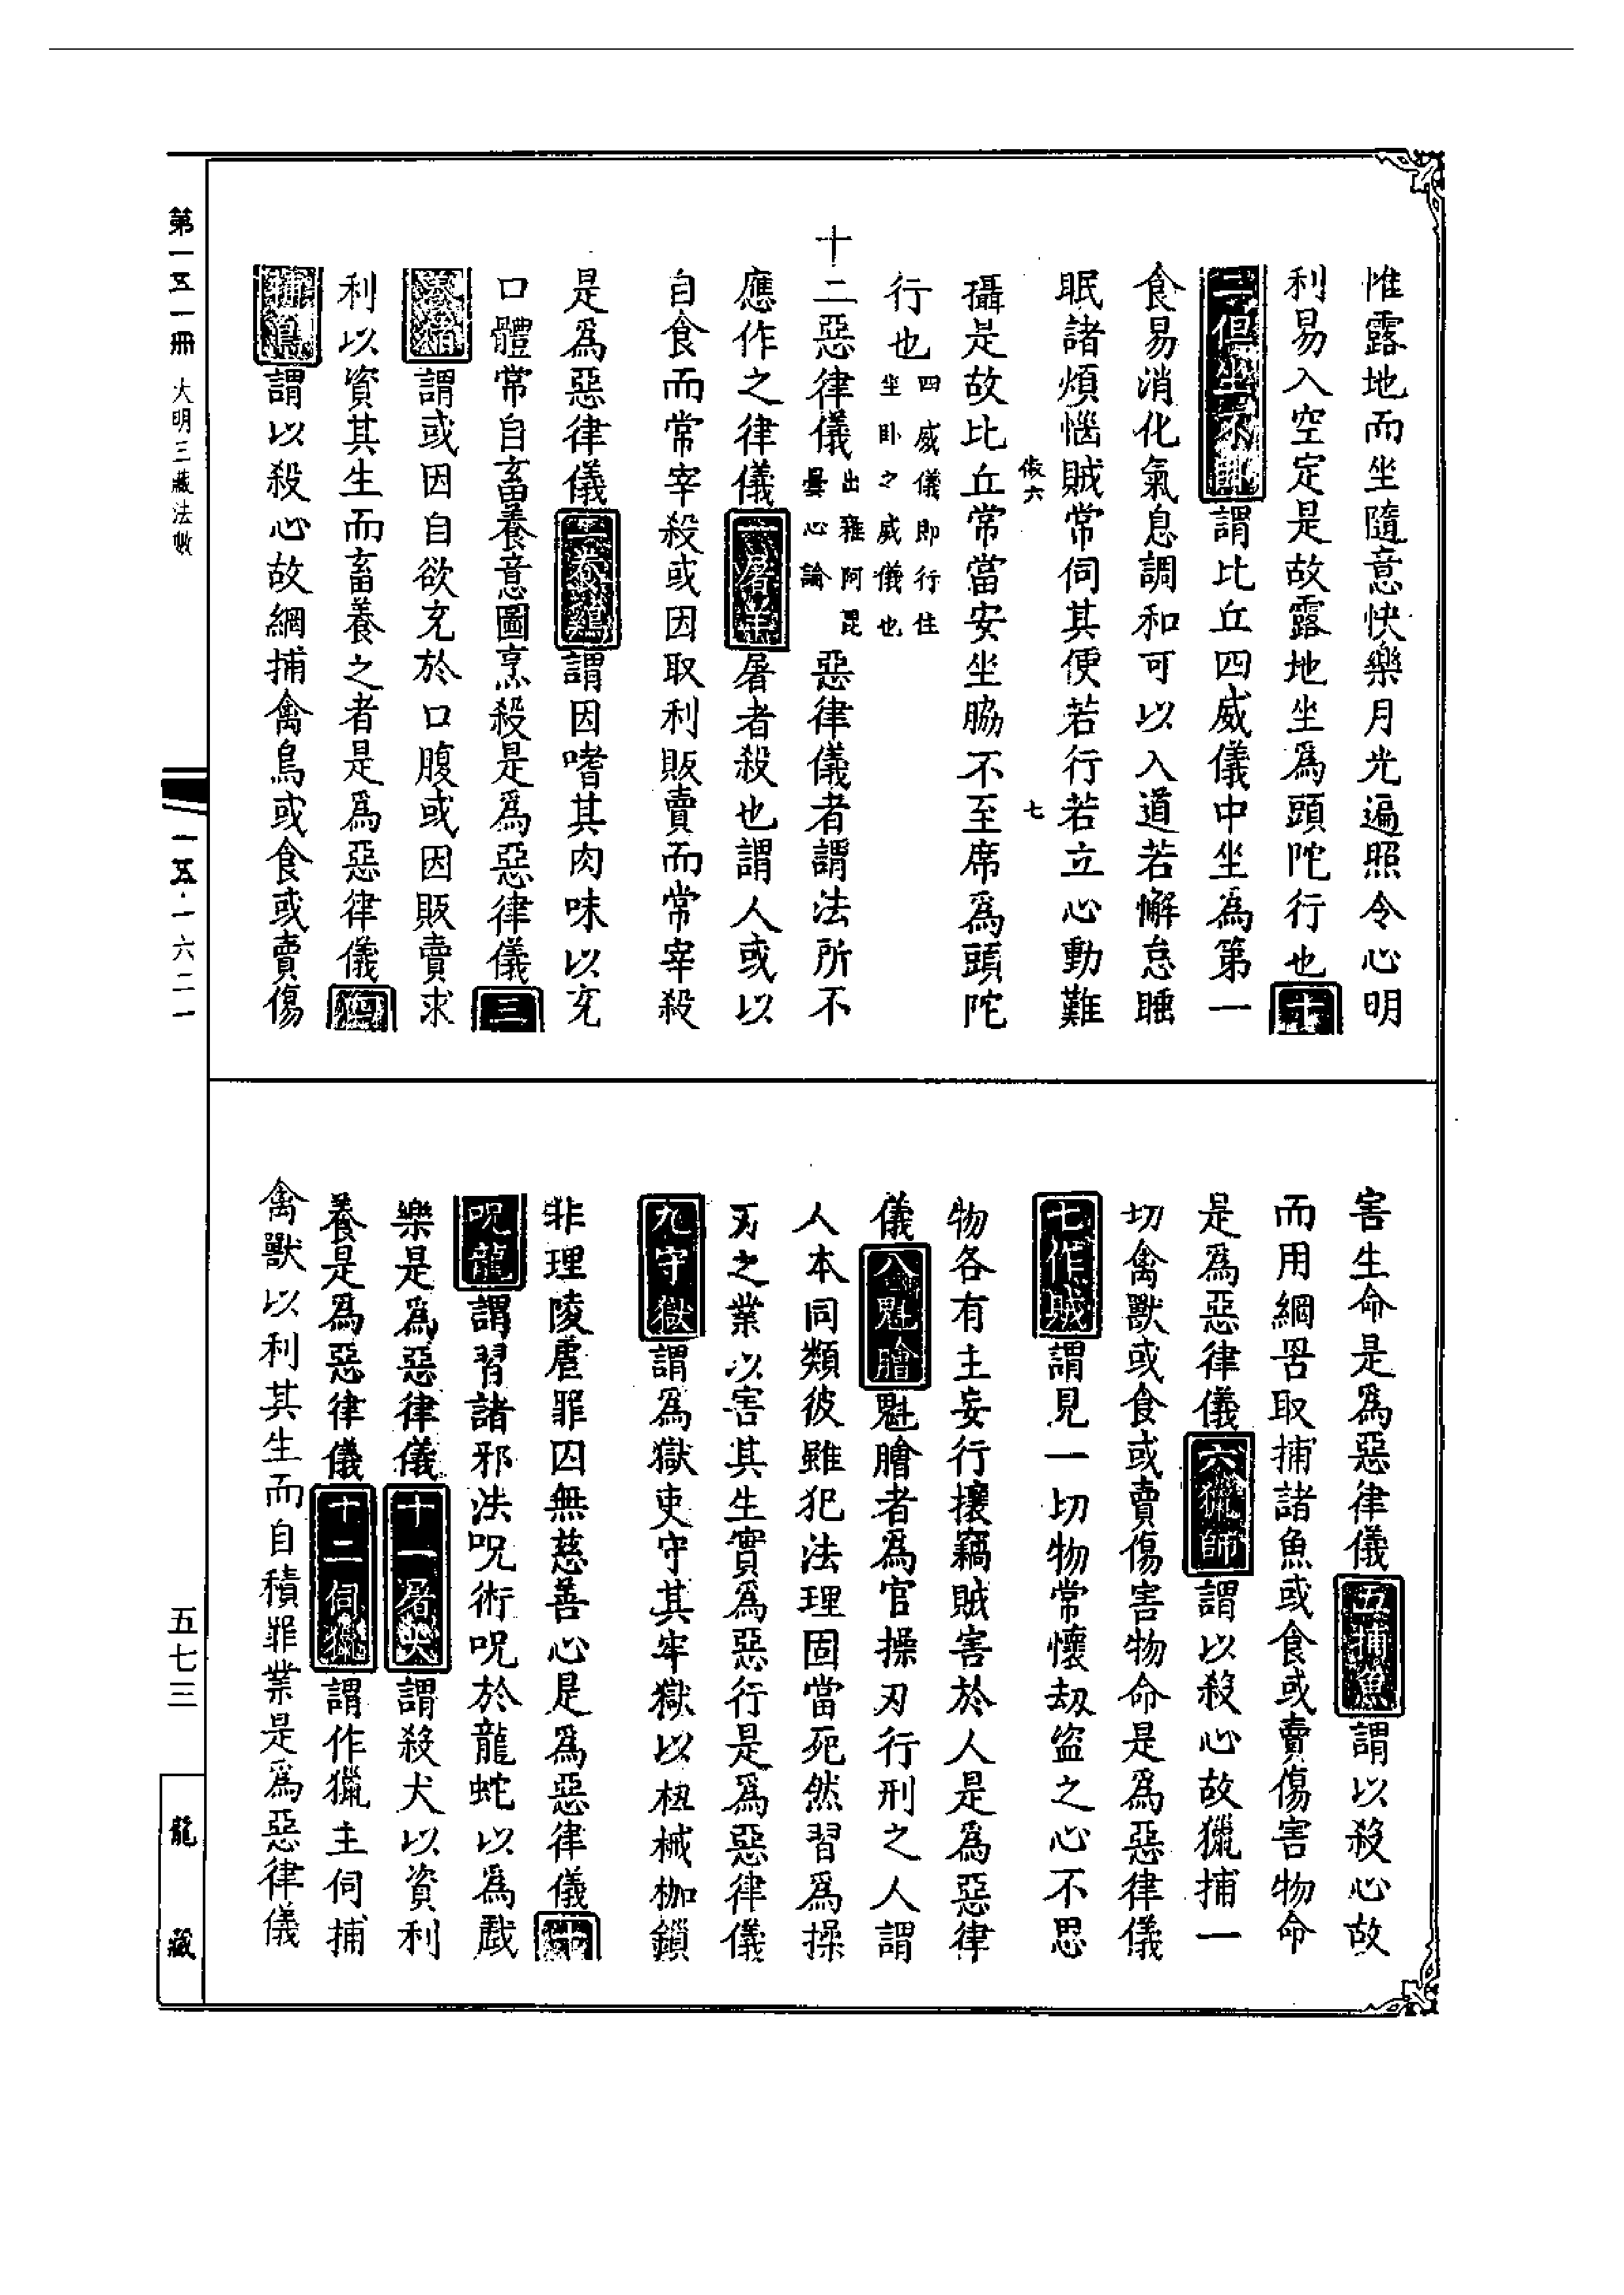 惟露地而坐隨意快樂月光遍照令心明
利易入空定是故露地坐為頭陀行也十
二但坐不臥謂比丘四威儀中坐為第一
食易消化氣息調和可以入道若懈怠睡
眠諸煩惱賊常伺其便若行若立心動難
俶六 七
攝是故比丘常當安坐脇不至席為頭陀
行也四威儀即行住坐卧之威儀也
十二惡律儀出雜阿毘曇心論惡律儀者謂法所不
應作之律儀一屠羊屠者殺也謂人或以
自食而常宰殺或因取利販賣而常宰殺
是為惡律儀二養雞謂因嗜其肉味以充
口體常自畜養意圖烹殺是為惡律儀三
養猪謂或因自欲充於口腹或因販賣求
利以資其生而畜養之者是為惡律儀四
捕鳥謂以殺心故網捕禽鳥或食或賣傷
害生命是為惡律儀五捕魚謂以殺心故
而用網罟取捕諸魚或食或賣傷害物命
是為惡律儀六獵師謂以殺心故獵捕一
切禽獸或食或賣傷害物命是為惡律儀
七作賊謂見一切物常懷劫盜之心不思
物各有主妄行攘竊賊害於人是為惡律
儀八魁膾魁膾者為官操刃行刑之人謂
人本同類彼雖犯法理固當死然習為操
刃之業以害其生實為惡行是為惡律儀
九守獄謂為獄吏守其牢獄以杻械枷鎖
非理陵虐罪囚無慈善心是為惡律儀十
呪龍謂習諸邪法呪術呪於龍蛇以為戲
樂是為惡律儀十一屠犬謂殺犬以資利
養是為惡律儀十二伺獵謂作獵主伺捕
禽獸以利其生而自積罪業是為惡律儀
第一五一冊 大明三藏法數
一五·一六二一
五七三
龍藏